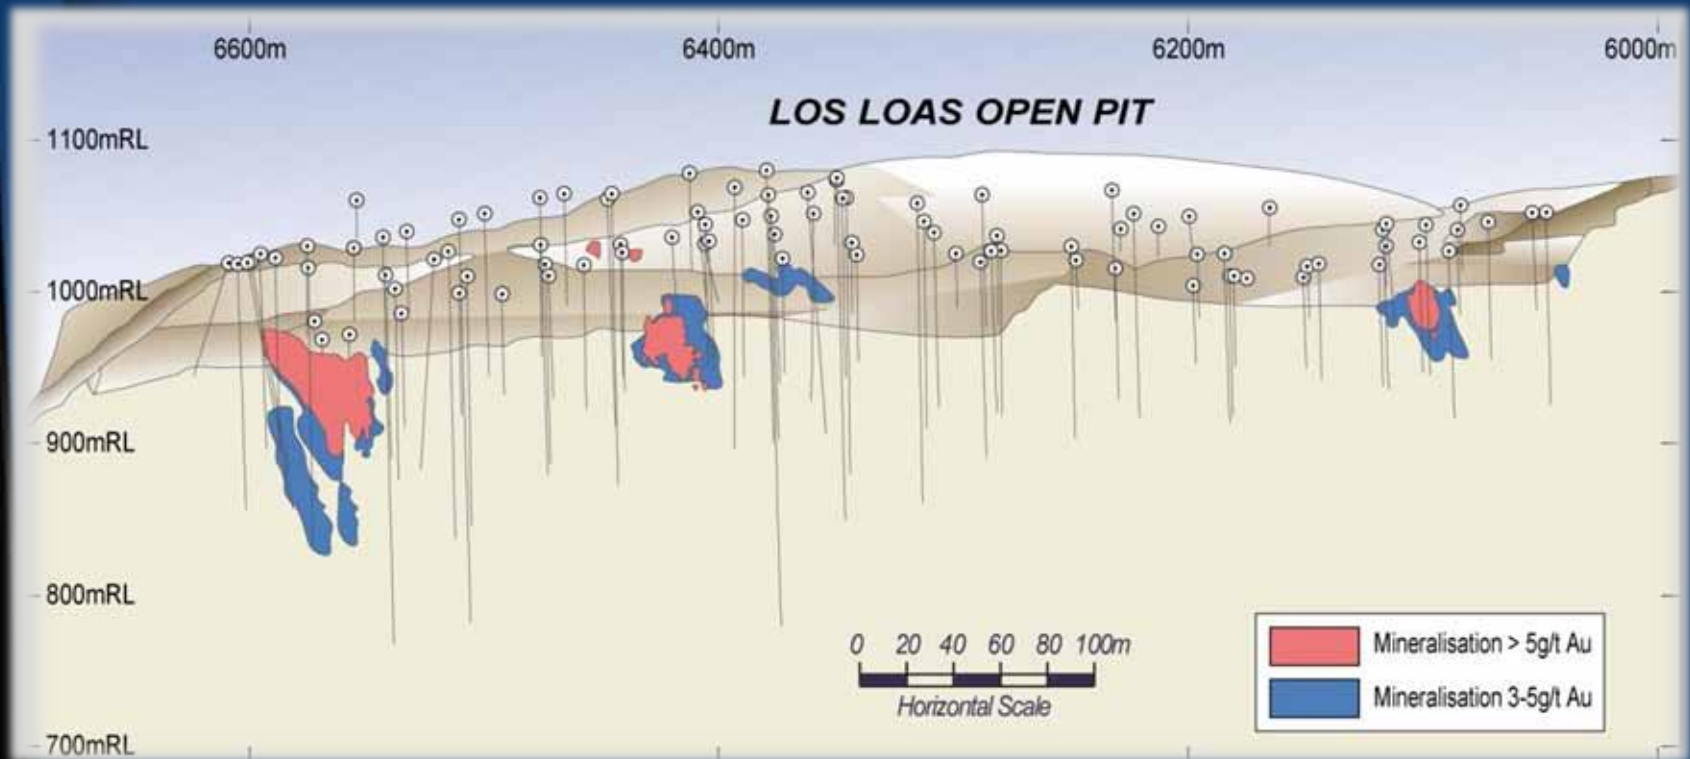 6600m 6400m 6200m 6000m
LOS LOAS OPEN PIT
1100mRL
1000mRL
900mRL
800mRL
700mRL
0 20 40 60 80 100m
Horizontal Scale
Mineralisation > 5g/t Au
Mineralisation 3-5g/t Au